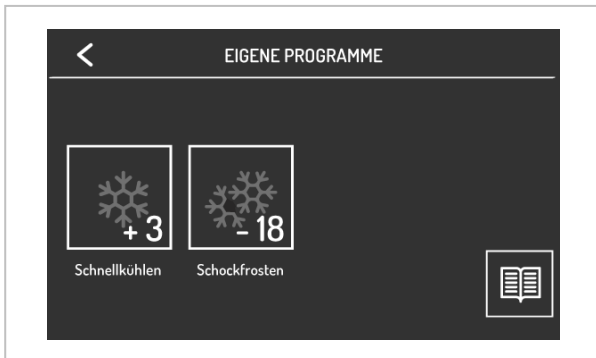 EIGENE PROGRAMME
+ 3
- 18
Schnellkühlen
Schockfrosten